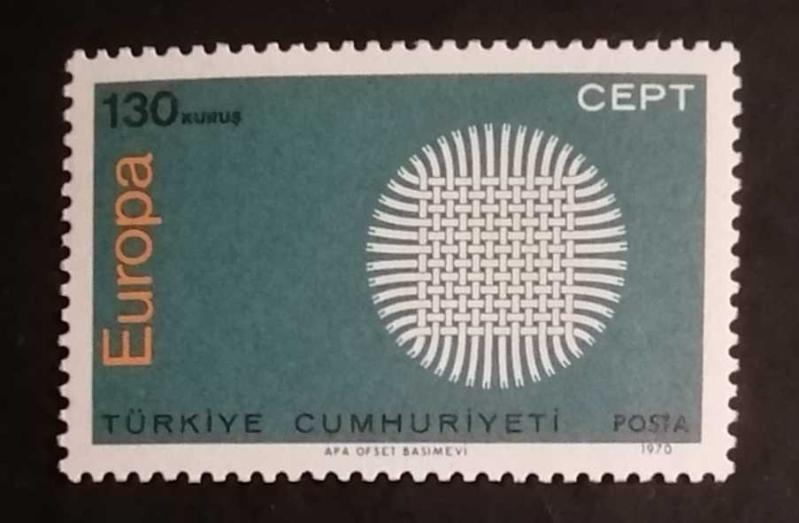 130 KURUŞ
CEPT
Europa
TÜRKİYE CUMHURİYETİ POSTA
APA OFSET BASIMEVİ
1970